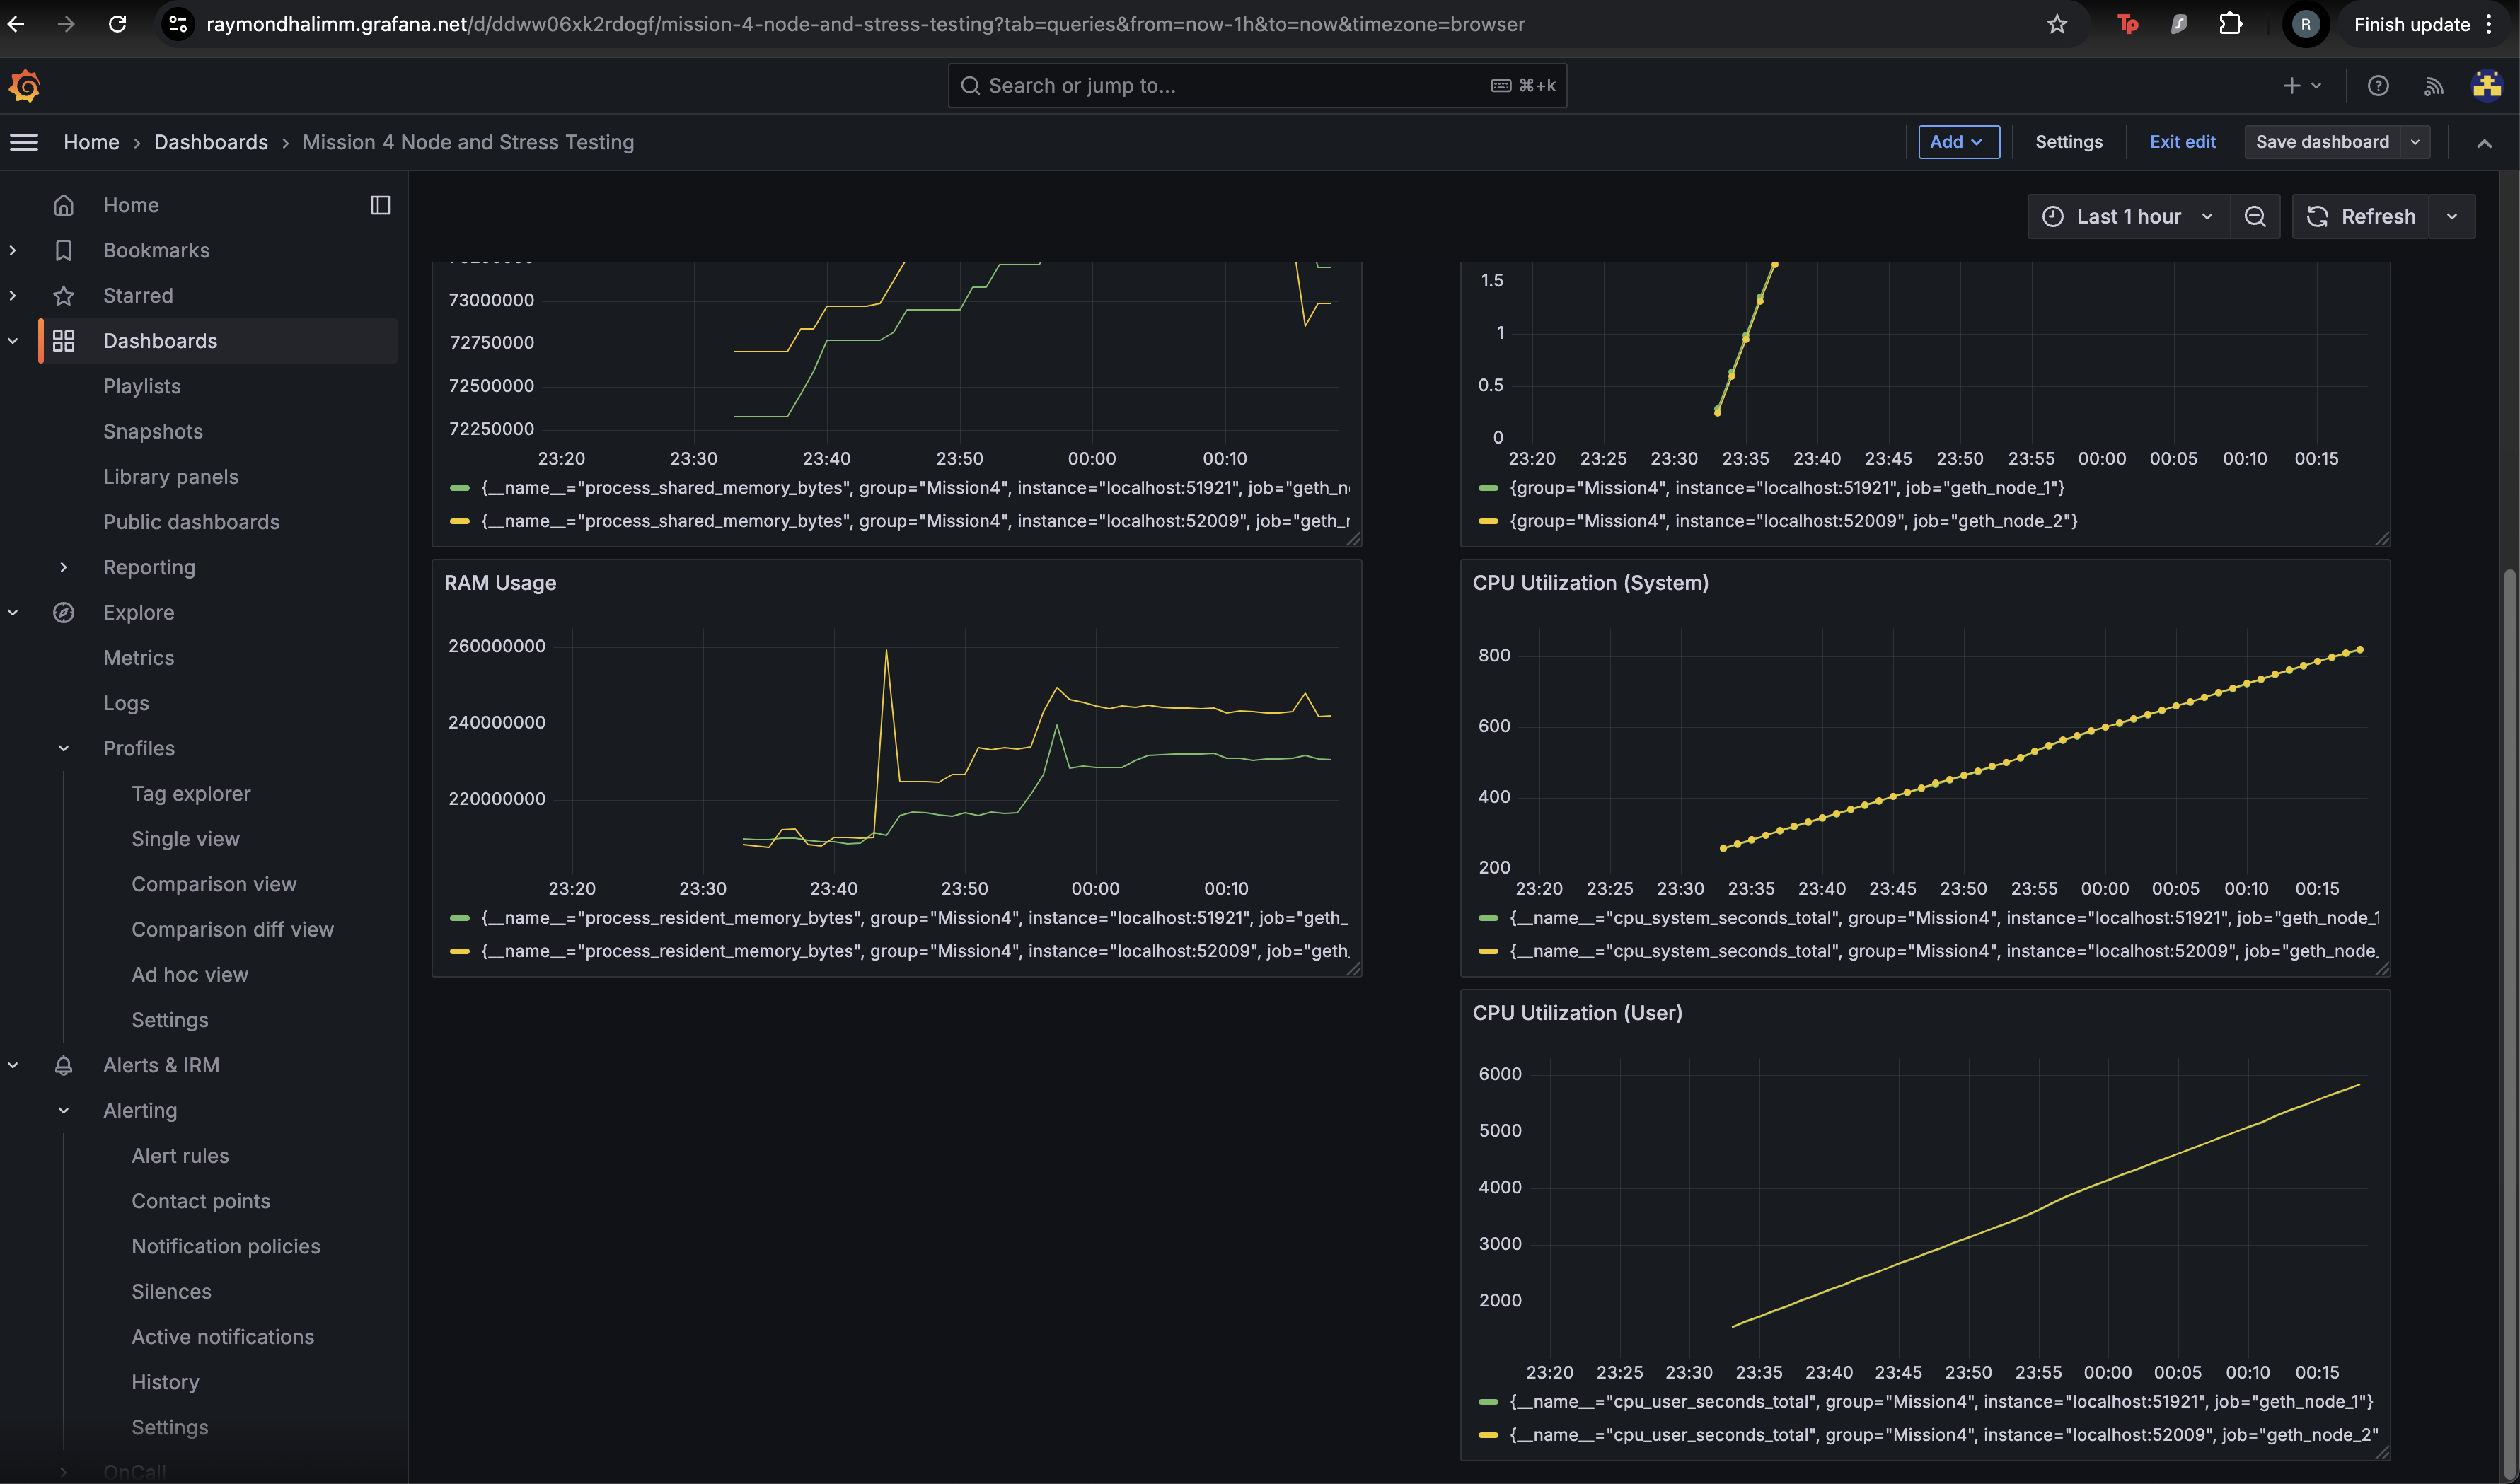 raymondhalimm.grafana.net/d/ddww06xk2rdogf/mission-4-node-and-stress-testing?tab=queries&from=now-1h&to=now&timezone=browser
Tp
R
Finish update
Search or jump to...
⌘+k
Home › Dashboards › Mission 4 Node and Stress Testing
Add
Settings
Exit edit
Save dashboard
Home
Bookmarks
Starred
Dashboards
Playlists
Snapshots
Library panels
Public dashboards
Reporting
Explore
Metrics
Logs
Profiles
Tag explorer
Single view
Comparison view
Comparison diff view
Ad hoc view
Settings
Alerts & IRM
Alerting
Alert rules
Contact points
Notification policies
Silences
Active notifications
History
Settings
OnCall
Last 1 hour
Refresh
73000000
72750000
72500000
72250000
23:20 23:30 23:40 23:50 00:00 00:10
{__name__="process_shared_memory_bytes", group="Mission4", instance="localhost:51921", job="geth_n
{__name__="process_shared_memory_bytes", group="Mission4", instance="localhost:52009", job="geth_r
1.5
1
0.5
0
23:20 23:25 23:30 23:35 23:40 23:45 23:50 23:55 00:00 00:05 00:10 00:15
{group="Mission4", instance="localhost:51921", job="geth_node_1"}
{group="Mission4", instance="localhost:52009", job="geth_node_2"}
RAM Usage
260000000
240000000
220000000
23:20 23:30 23:40 23:50 00:00 00:10
{__name__="process_resident_memory_bytes", group="Mission4", instance="localhost:51921", job="geth_
{__name__="process_resident_memory_bytes", group="Mission4", instance="localhost:52009", job="geth_
CPU Utilization (System)
800
600
400
200
23:20 23:25 23:30 23:35 23:40 23:45 23:50 23:55 00:00 00:05 00:10 00:15
{__name__="cpu_system_seconds_total", group="Mission4", instance="localhost:51921", job="geth_node_1
{__name__="cpu_system_seconds_total", group="Mission4", instance="localhost:52009", job="geth_node_
CPU Utilization (User)
6000
5000
4000
3000
2000
23:20 23:25 23:30 23:35 23:40 23:45 23:50 23:55 00:00 00:05 00:10 00:15
{__name__="cpu_user_seconds_total", group="Mission4", instance="localhost:51921", job="geth_node_1"}
{__name__="cpu_user_seconds_total", group="Mission4", instance="localhost:52009", job="geth_node_2"